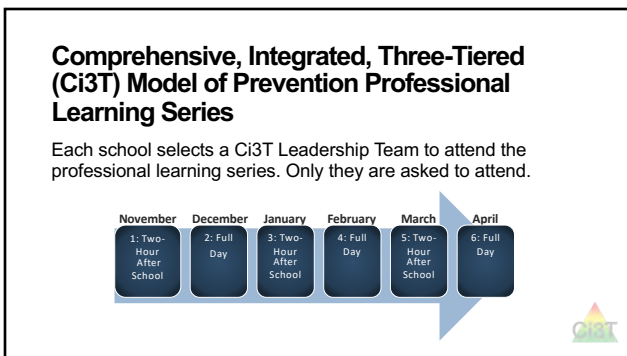 Comprehensive, Integrated, Three-Tiered
(Ci3T) Model of Prevention Professional
Learning Series
Each school selects a Ci3T Leadership Team to attend the
professional learning series. Only they are asked to attend.
November December January February March April
1: Two-
Hour
After
School
2: Full
Day
3: Two-
Hour
After
School
4: Full
Day
5: Two-
Hour
After
School
6: Full
Day
Ci3T